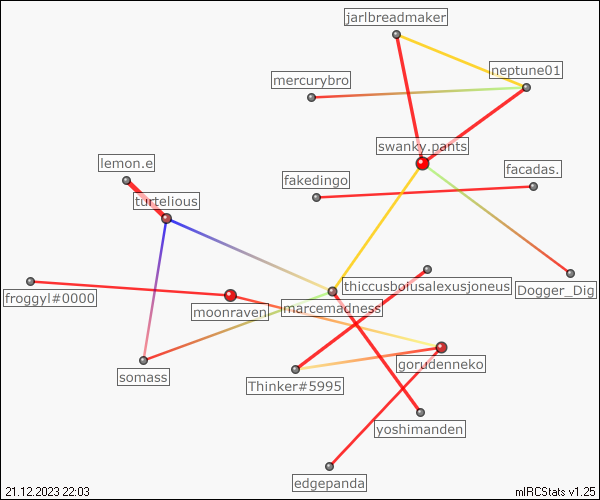 jarlbreadmaker
neptune01
mercurybro
swanky.pants
lemon.e
facadas.
fakedingo
turtelious
thiccusbofusalexusjoneus
Dogger_Dig
froggyl#0000
marcemadness
moonraven
gorudenneko
somass
Thinker#5995
yoshimanden
edgepanda
21.12.2023 22:03
mIRCStats v1.25